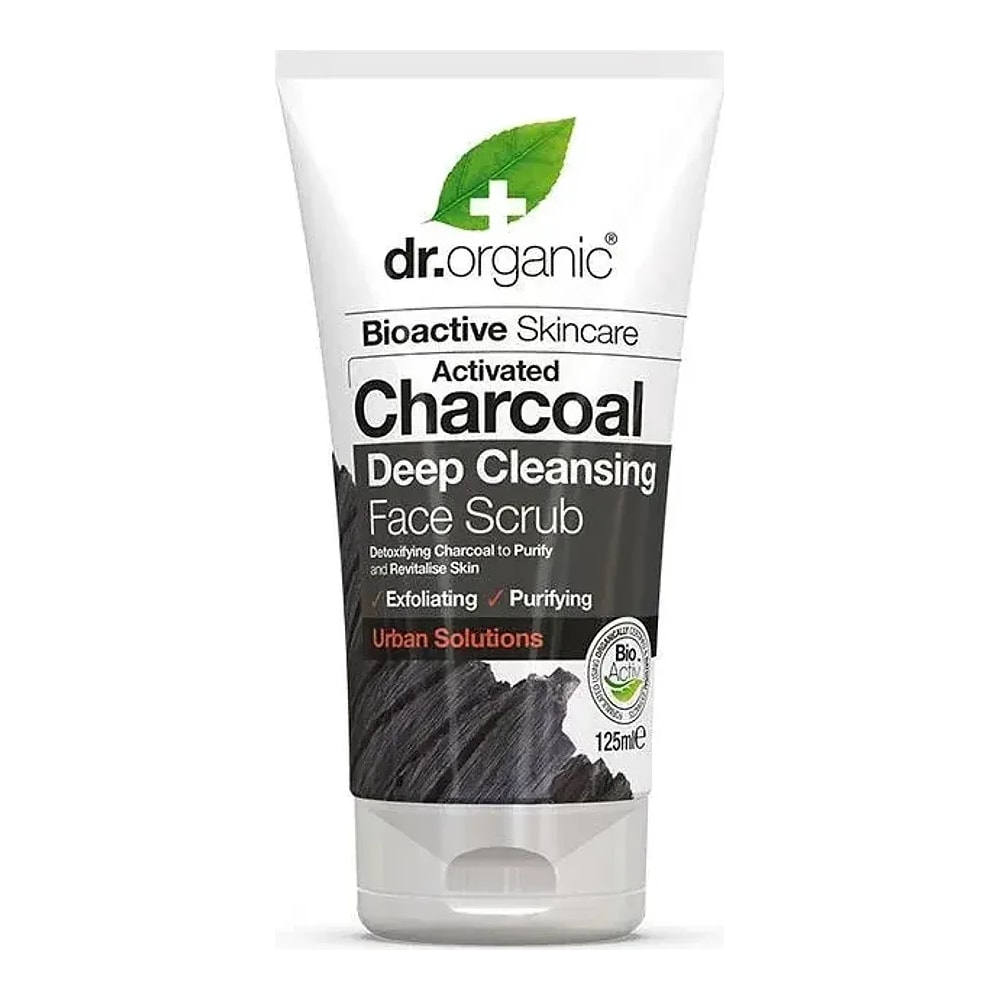 dr.organic®
Bioactive Skincare
Activated
Charcoal
Deep Cleansing
Face Scrub
Detoxifying Charcoal to Purify
and Revitalise Skin
✓ Exfoliating ✓ Purifying
Urban Solutions
Bio
Activ
125ml℮